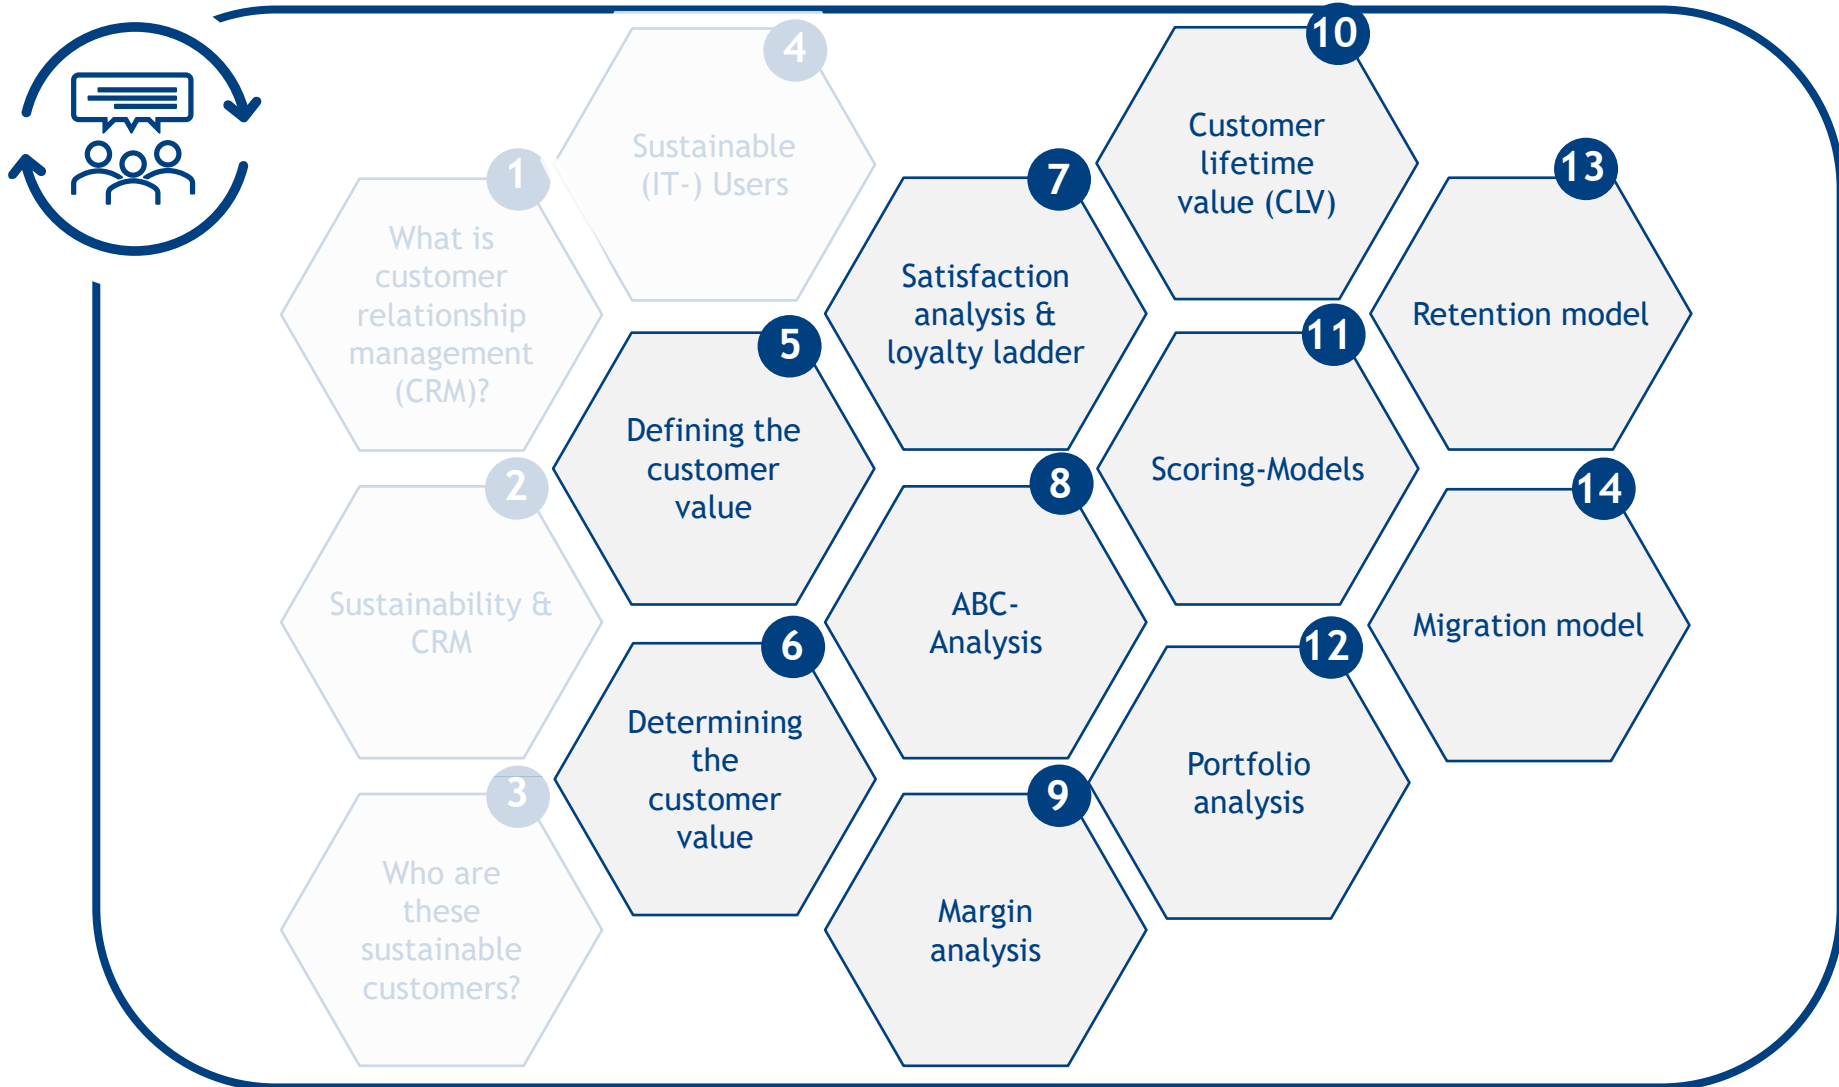 1
What is
customer
relationship
management
(CRM)?
2
Sustainability &
CRM
3
Who are
these
sustainable
customers?
4
Sustainable
(IT-) Users
5
Defining the
customer
value
6
Determining
the
customer
value
7
Satisfaction
analysis &
loyalty ladder
8
ABC-
Analysis
9
Margin
analysis
10
Customer
lifetime
value (CLV)
11
Scoring-Models
12
Portfolio
analysis
13
Retention model
14
Migration model